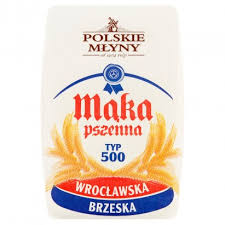 POLSKIE
MŁYNY
Mąka
pszenna
TYP
500
WROCŁAWSKA
BRZESKA